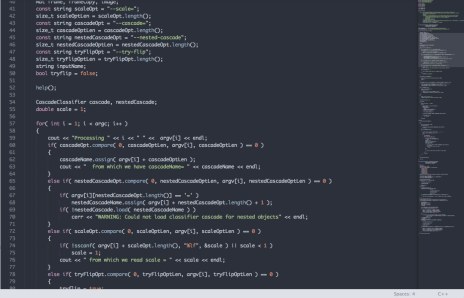 40 Mat frame, frameCopy, image;
41 const string scaleOpt = "--scale=";
42 size_t scaleOptLen = scaleOpt.length();
43 const string cascadeOpt = "--cascade=";
44 size_t cascadeOptLen = cascadeOpt.length();
45 const string nestedCascadeOpt = "--nested-cascade";
46 size_t nestedCascadeOptLen = nestedCascadeOpt.length();
47 const string tryFlipOpt = "--try-flip";
48 size_t tryFlipOptLen = tryFlipOpt.length();
49 string inputName;
50 bool tryflip = false;
51
52 help();
53
54 CascadeClassifier cascade, nestedCascade;
55 double scale = 1;
56
57 for( int i = 1; i < argc; i++ )
58 {
59 cout << "Processing " << i << " " << argv[i] << endl;
60 if( cascadeOpt.compare( 0, cascadeOptLen, argv[i], cascadeOptLen ) == 0 )
61 {
62 cascadeName.assign( argv[i] + cascadeOptLen );
63 cout << " from which we have cascadeName= " << cascadeName << endl;
64 }
65 else if( nestedCascadeOpt.compare( 0, nestedCascadeOptLen, argv[i], nestedCascadeOptLen ) == 0 )
66 {
67 if( argv[i][nestedCascadeOpt.length()] == '=' )
68 nestedCascadeName.assign( argv[i] + nestedCascadeOpt.length() + 1 );
69 if( !nestedCascade.load( nestedCascadeName ) )
70 cerr << "WARNING: Could not load classifier cascade for nested objects" << endl;
71 }
72 else if( scaleOpt.compare( 0, scaleOptLen, argv[i], scaleOptLen ) == 0 )
73 {
74 if( !sscanf( argv[i] + scaleOpt.length(), "%lf", &scale ) || scale < 1 )
75 scale = 1;
76 cout << " from which we read scale = " << scale << endl;
77 }
78 else if( tryFlipOpt.compare( 0, tryFlipOptLen, argv[i], tryFlipOptLen ) == 0 )
79 {
80 tryflip = true;
Spaces: 4 C++